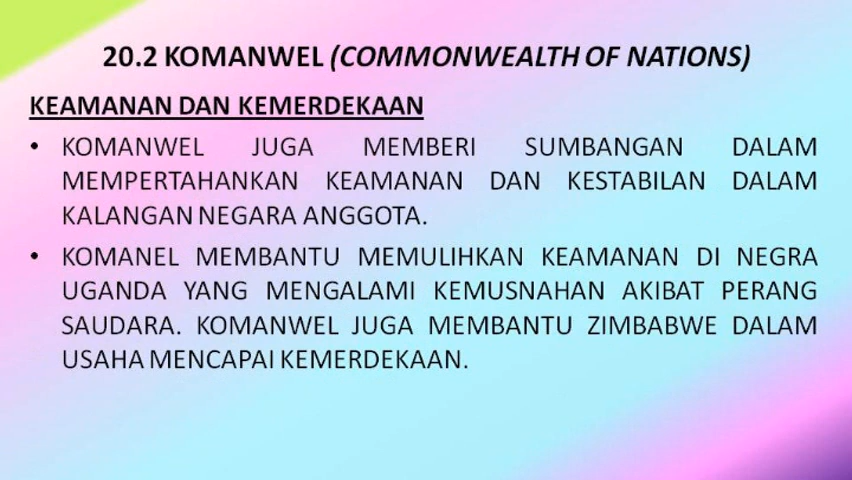 20.2 KOMANWEL (COMMONWEALTH OF NATIONS)
KEAMANAN DAN KEMERDEKAAN
• KOMANWEL JUGA MEMBERI SUMBANGAN DALAM
MEMPERTAHANKAN KEAMANAN DAN KESTABILAN DALAM
KALANGAN NEGARA ANGGOTA.
• KOMANEL MEMBANTU MEMULIHKAN KEAMANAN DI NEGRA
UGANDA YANG MENGALAMI KEMUSNAHAN AKIBAT PERANG
SAUDARA. KOMANWEL JUGA MEMBANTU ZIMBABWE DALAM
USAHA MENCAPAI KEMERDEKAAN.